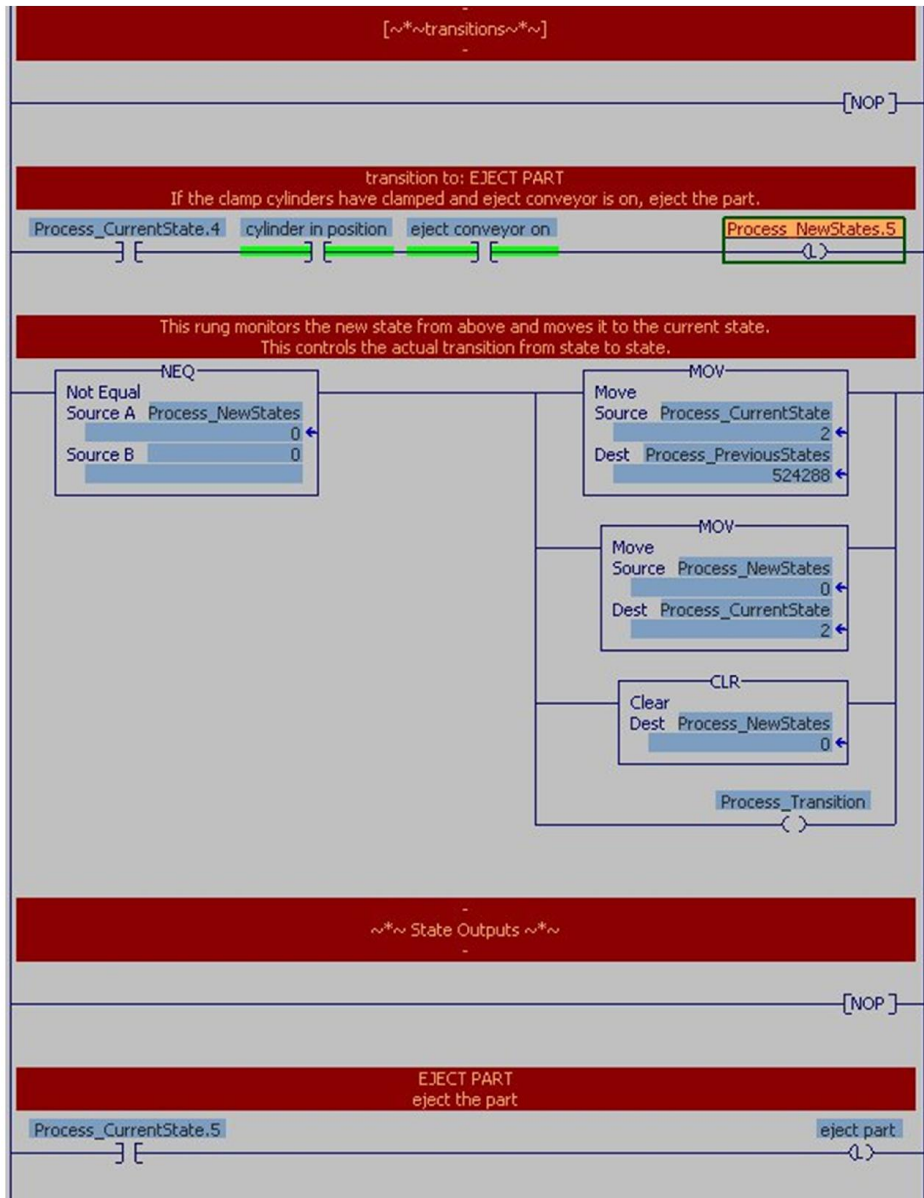 -
[~*~transitions~*~]
-
[NOP]
transition to: EJECT PART
If the clamp cylinders have clamped and eject conveyor is on, eject the part.
Process_CurrentState.4 cylinder in position eject conveyor on Process_NewStates.5
L
This rung monitors the new state from above and moves it to the current state.
This controls the actual transition from state to state.
NEQ
Not Equal
Source A Process_NewStates
0
Source B 0
MOV
Move
Source Process_CurrentState
2
Dest Process_PreviousStates
524288
MOV
Move
Source Process_NewStates
0
Dest Process_CurrentState
2
CLR
Clear
Dest Process_NewStates
0
Process_Transition
-
~*~ State Outputs ~*~
-
[NOP]
EJECT PART
eject the part
Process_CurrentState.5 eject part
L